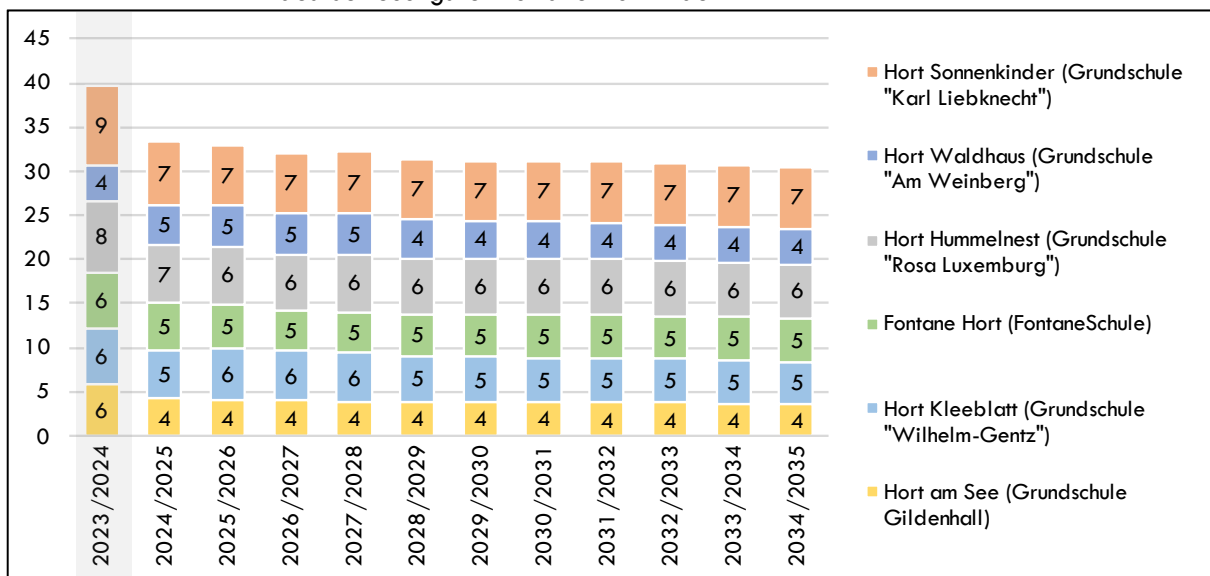 45
40
35
30
25
20
15
10
5
0
9 7 7 7 7 7 7 7 7 7 7 7
4 5 5 5 5 4 4 4 4 4 4 4
8 7 6 6 6 6 6 6 6 6 6 6
6 5 5 5 5 5 5 5 5 5 5 5
6 5 6 6 6 5 5 5 5 5 5 5
6 4 4 4 4 4 4 4 4 4 4 4
2023/2024
2024/2025
2025/2026
2026/2027
2027/2028
2028/2029
2029/2030
2030/2031
2031/2032
2032/2033
2033/2034
2034/2035
Hort Sonnenkinder (Grundschule
"Karl Liebknecht")
Hort Waldhaus (Grundschule
"Am Weinberg")
Hort Hummelnest (Grundschule
"Rosa Luxemburg")
Fontane Hort (FontaneSchule)
Hort Kleeblatt (Grundschule
"Wilhelm-Gentz")
Hort am See (Grundschule
Gildenhall)